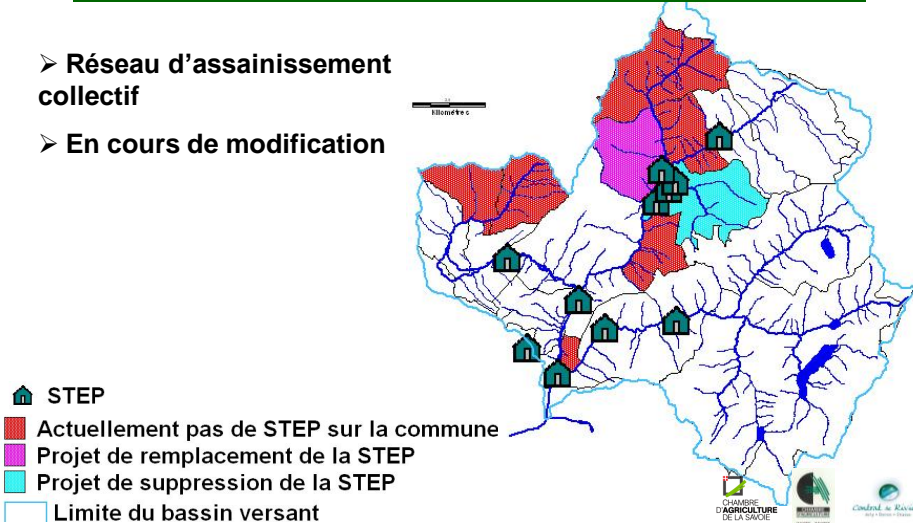 ➢ Réseau d'assainissement
collectif
➢ En cours de modification
Kilomètres
STEP
Actuellement pas de STEP sur la commune
Projet de remplacement de la STEP
Projet de suppression de la STEP
Limite du bassin versant
CHAMBRE
D'AGRICULTURE
DE LA SAVOIE